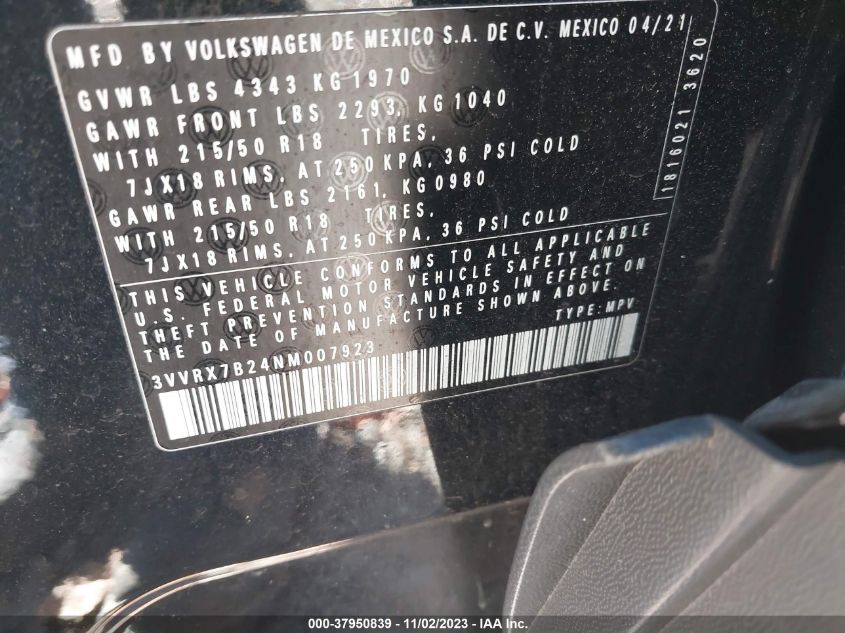 MFD BY VOLKSWAGEN DE MEXICO S.A. DE C.V. MEXICO 04/21
GVWR LBS 4343 KG 1970
GAWR FRONT LBS 2293, KG 1040
WITH 215/50 R18 TIRES,
7JX18 RIMS, AT 250 KPA, 36 PSI COLD
GAWR REAR LBS 2161, KG0980
WITH 215/50 R18 TIRES,
7JX18 RIMS, AT 250 KPA, 36 PSI COLD
THIS VEHICLE CONFORMS TO ALL APPLICABLE
U.S. FEDERAL MOTOR VEHICLE SAFETY AND
THEFT PREVENTION STANDARDS IN EFFECT ON
THE DATE OF MANUFACTURE SHOWN ABOVE.
3VVRX7B24NM007923 TYPE:MPV
1816021 3620
000-37950839 - 11/02/2023 - IAA Inc.